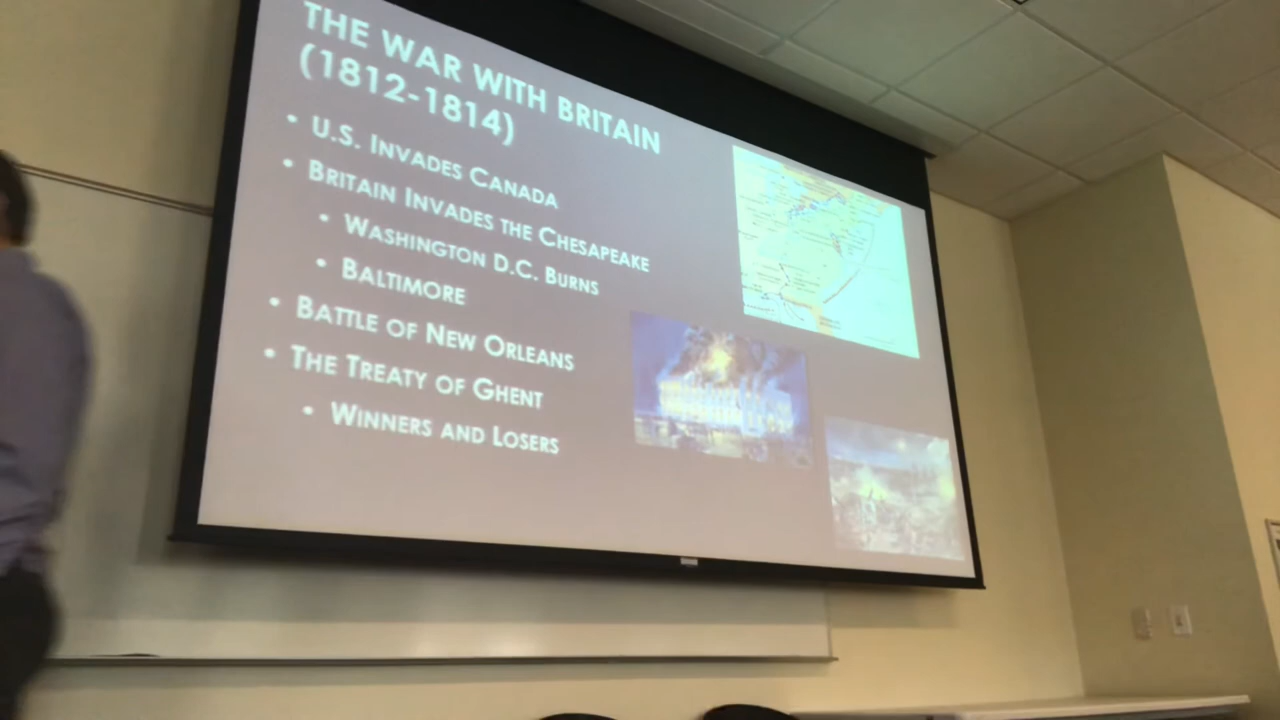 THE WAR WITH BRITAIN
(1812-1814)
• U.S. INVADES CANADA
• BRITAIN INVADES THE CHESAPEAKE
• WASHINGTON D.C. BURNS
• BALTIMORE
• BATTLE OF NEW ORLEANS
• THE TREATY OF GHENT
• WINNERS AND LOSERS